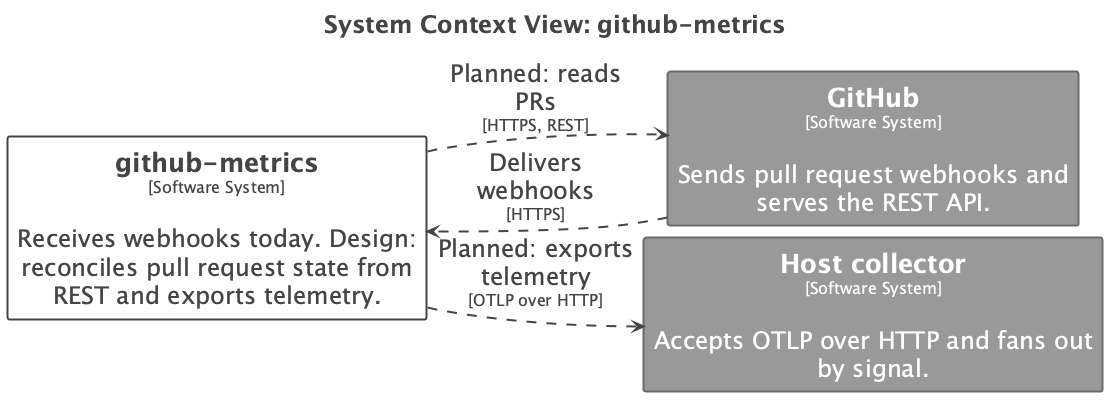 System Context View: github-metrics
github-metrics
[Software System]
Receives webhooks today. Design:
reconciles pull request state from
REST and exports telemetry.
Planned: reads
PRs
[HTTPS, REST]
Delivers
webhooks
[HTTPS]
Planned: exports
telemetry
[OTLP over HTTP]
GitHub
[Software System]
Sends pull request webhooks and
serves the REST API.
Host collector
[Software System]
Accepts OTLP over HTTP and fans out
by signal.